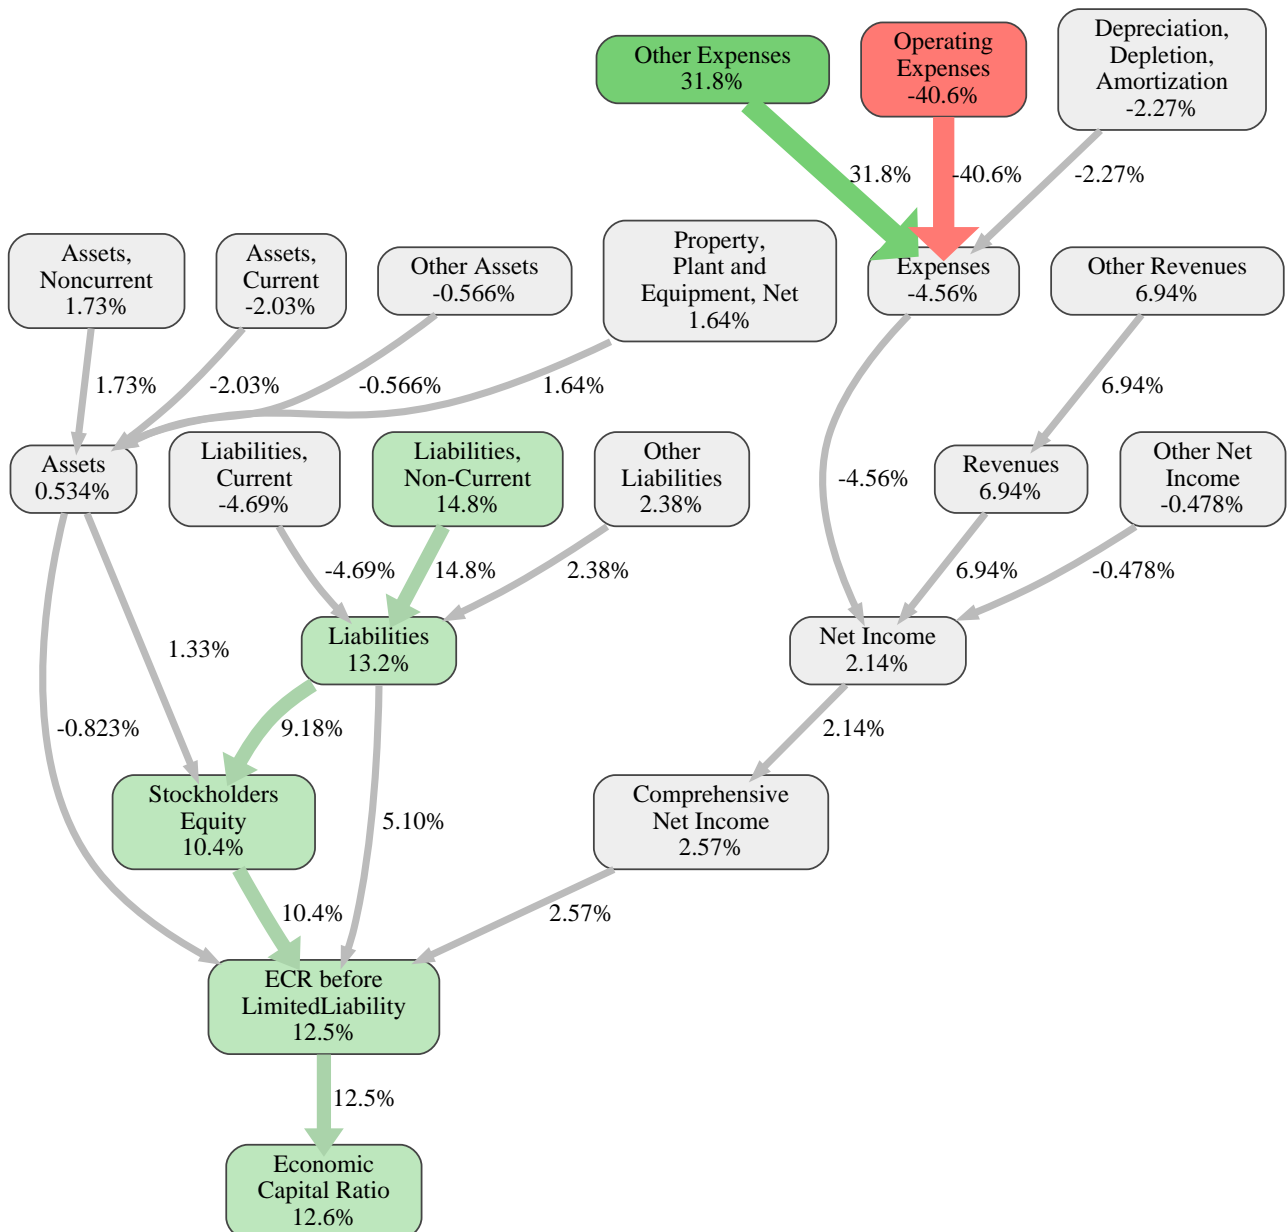 Other Expenses
31.8%
Operating
Expenses
-40.6%
Depreciation,
Depletion,
Amortization
-2.27%
31.8%
-40.6%
-2.27%
Assets,
Noncurrent
1.73%
Assets,
Current
-2.03%
Other Assets
-0.566%
Property,
Plant and
Equipment, Net
1.64%
Expenses
-4.56%
Other Revenues
6.94%
1.73%
-2.03%
-0.566%
1.64%
6.94%
Assets
0.534%
Liabilities,
Current
-4.69%
Liabilities,
Non-Current
14.8%
Other
Liabilities
2.38%
-4.56%
Revenues
6.94%
Other Net
Income
-0.478%
-4.69%
14.8%
2.38%
6.94%
-0.478%
1.33%
Liabilities
13.2%
Net Income
2.14%
-0.823%
9.18%
2.14%
Stockholders
Equity
10.4%
5.10%
Comprehensive
Net Income
2.57%
10.4%
2.57%
ECR before
LimitedLiability
12.5%
12.5%
Economic
Capital Ratio
12.6%